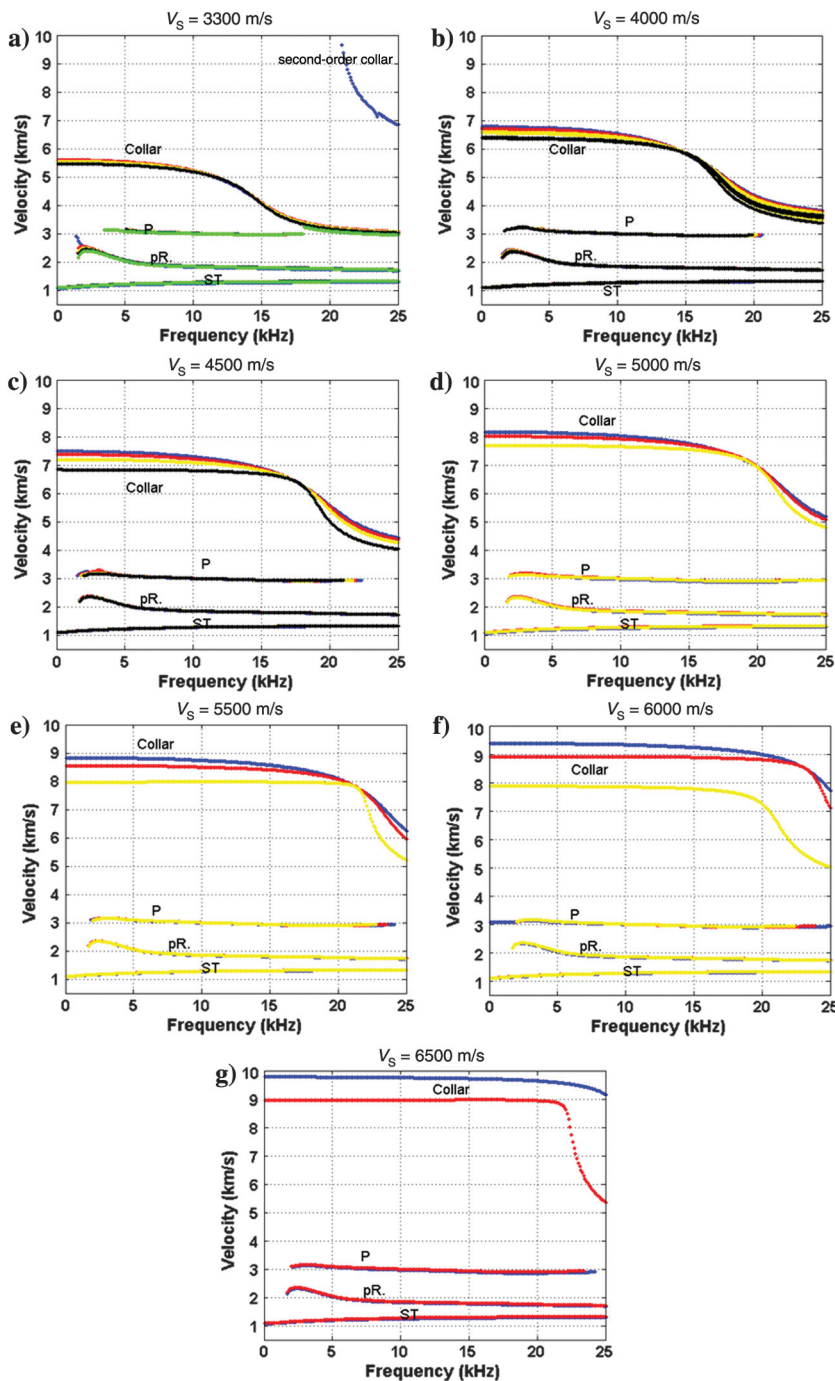 a)
V_S = 3300 m/s
10
9
8
7
6
5
4
3
2
1
0 5 10 15 20 25
Velocity (km/s)
Frequency (kHz)
second-order collar
Collar
P
pR.
ST
b)
V_S = 4000 m/s
10
9
8
7
6
5
4
3
2
1
0 5 10 15 20 25
Velocity (km/s)
Frequency (kHz)
Collar
P
pR.
ST
c)
V_S = 4500 m/s
10
9
8
7
6
5
4
3
2
1
0 5 10 15 20 25
Velocity (km/s)
Frequency (kHz)
Collar
P
pR.
ST
d)
V_S = 5000 m/s
10
9
8
7
6
5
4
3
2
1
0 5 10 15 20 25
Velocity (km/s)
Frequency (kHz)
Collar
P
pR.
ST
e)
V_S = 5500 m/s
10
9
8
7
6
5
4
3
2
1
0 5 10 15 20 25
Velocity (km/s)
Frequency (kHz)
Collar
P
pR.
ST
f)
V_S = 6000 m/s
10
9
8
7
6
5
4
3
2
1
0 5 10 15 20 25
Velocity (km/s)
Frequency (kHz)
Collar
P
pR.
ST
g)
V_S = 6500 m/s
10
9
8
7
6
5
4
3
2
1
0 5 10 15 20 25
Velocity (km/s)
Frequency (kHz)
Collar
P
pR.
ST